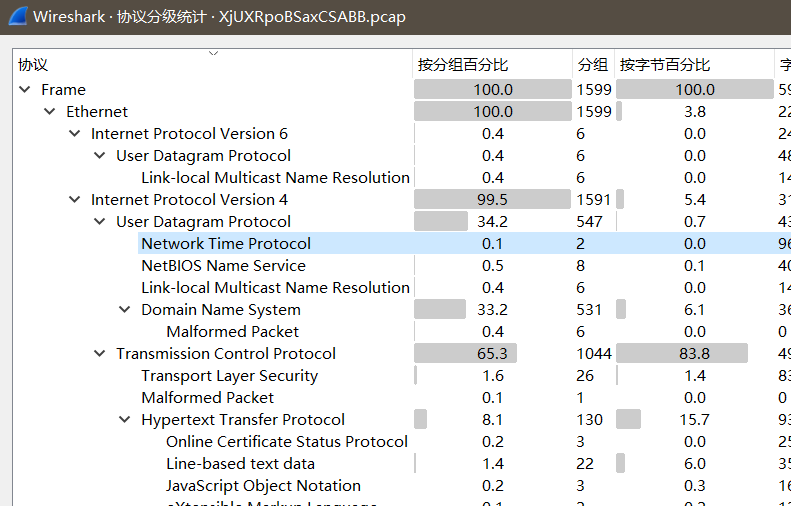 Wireshark · 协议分级统计 · XjUXRpoBSaxCSABB.pcap
协议 按分组百分比 分组 按字节百分比 字
Frame 100.0 1599 100.0 59
Ethernet 100.0 1599 3.8 22
Internet Protocol Version 6 0.4 6 0.0 24
User Datagram Protocol 0.4 6 0.0 48
Link-local Multicast Name Resolution 0.4 6 0.0 14
Internet Protocol Version 4 99.5 1591 5.4 31
User Datagram Protocol 34.2 547 0.7 43
Network Time Protocol 0.1 2 0.0 96
NetBIOS Name Service 0.5 8 0.1 40
Link-local Multicast Name Resolution 0.4 6 0.0 14
Domain Name System 33.2 531 6.1 36
Malformed Packet 0.4 6 0.0 0
Transmission Control Protocol 65.3 1044 83.8 49
Transport Layer Security 1.6 26 1.4 83
Malformed Packet 0.1 1 0.0 0
Hypertext Transfer Protocol 8.1 130 15.7 93
Online Certificate Status Protocol 0.2 3 0.0 25
Line-based text data 1.4 22 6.0 35
JavaScript Object Notation 0.2 3 0.3 16
eXtensible Markup Language